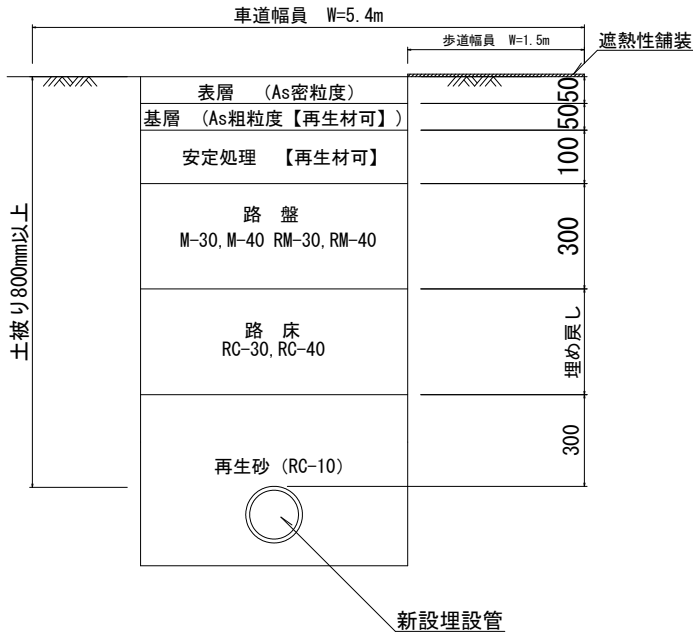 車道幅員 W=5.4m
歩道幅員 W=1.5m
遮熱性舗装
表層 (As密粒度)
50
基層 (As粗粒度【再生材可】)
50
安定処理 【再生材可】
100
路 盤
M-30, M-40 RM-30, RM-40
300
土被り800mm以上
路 床
RC-30, RC-40
埋め戻し
再生砂 (RC-10)
300
新設埋設管